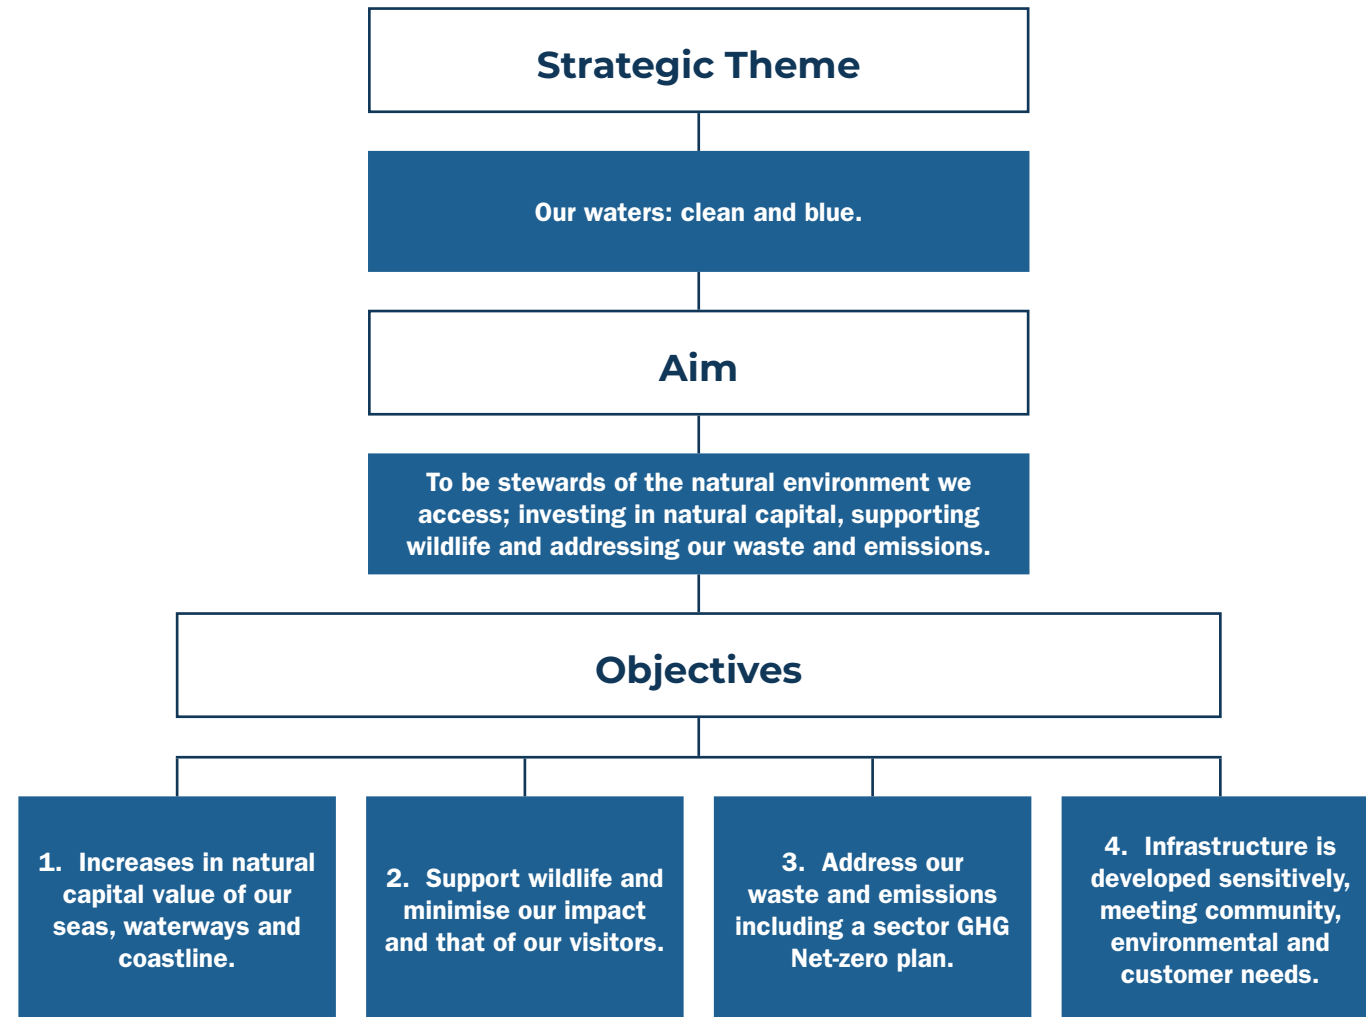 Strategic Theme
Our waters: clean and blue.
Aim
To be stewards of the natural environment we
access; investing in natural capital, supporting
wildlife and addressing our waste and emissions.
Objectives
1. Increases in natural
capital value of our
seas, waterways and
coastline.
2. Support wildlife and
minimise our impact
and that of our visitors.
3. Address our
waste and emissions
including a sector GHG
Net-zero plan.
4. Infrastructure is
developed sensitively,
meeting community,
environmental and
customer needs.